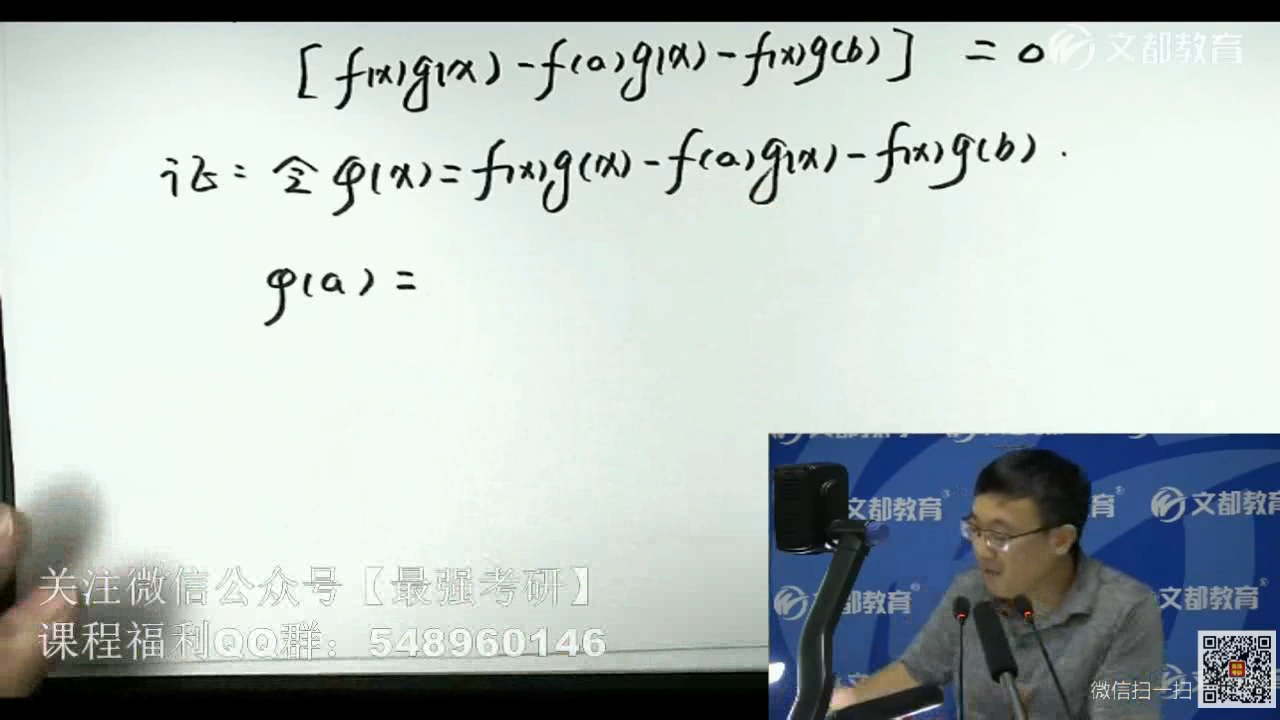 [f(x)g(x)-f(a)g(x)-f(x)g(b)] = 0
文都教育
证: 令φ(x)=f(x)g(x)-f(a)g(x)-f(x)g(b).
φ(a)=
文都教育
文都教育
文都教育
文都教育
关注微信公众号【最强考研】
课程福利QQ群：548960146
微信扫一扫